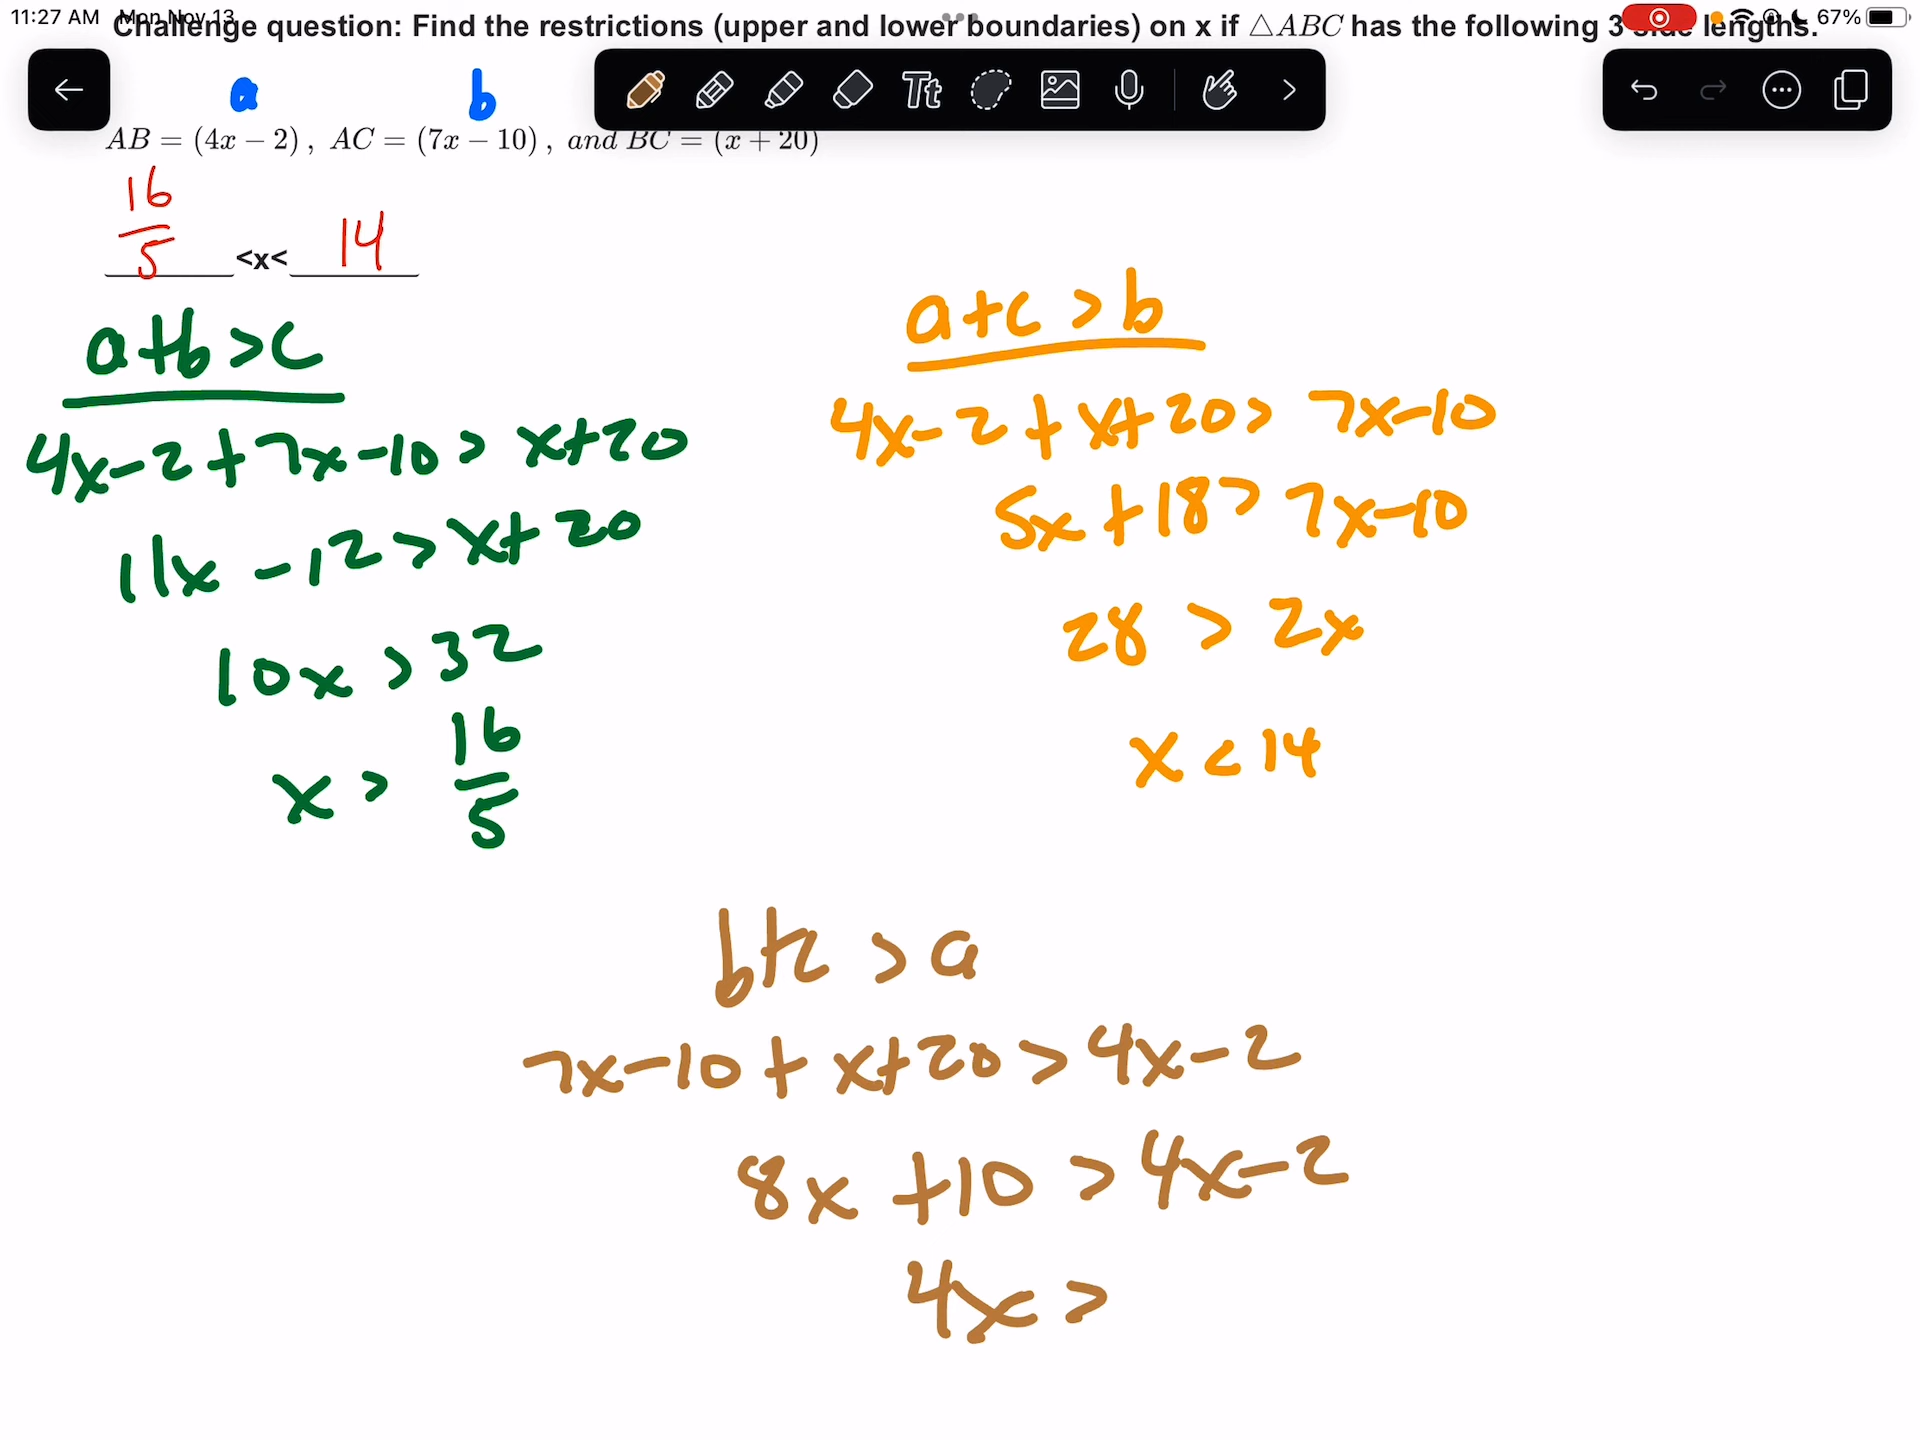 11:27 AM Mon Nov 13
67%
Challenge question: Find the restrictions (upper and lower boundaries) on x if △ABC has the following 3 side lengths.
a b
Tt
AB = (4x − 2), AC = (7x − 10), and BC = (x + 20)
16/5 <x< 14
a+b>c
4x-2+7x-10> x+20
11x -12>x+20
10x >32
x > 16/5
a+c >b
4x-2+x+20> 7x-10
5x+18> 7x-10
28 > 2x
x < 14
b+c > a
7x-10+x+20>4x-2
8x +10 >4x-2
4x >